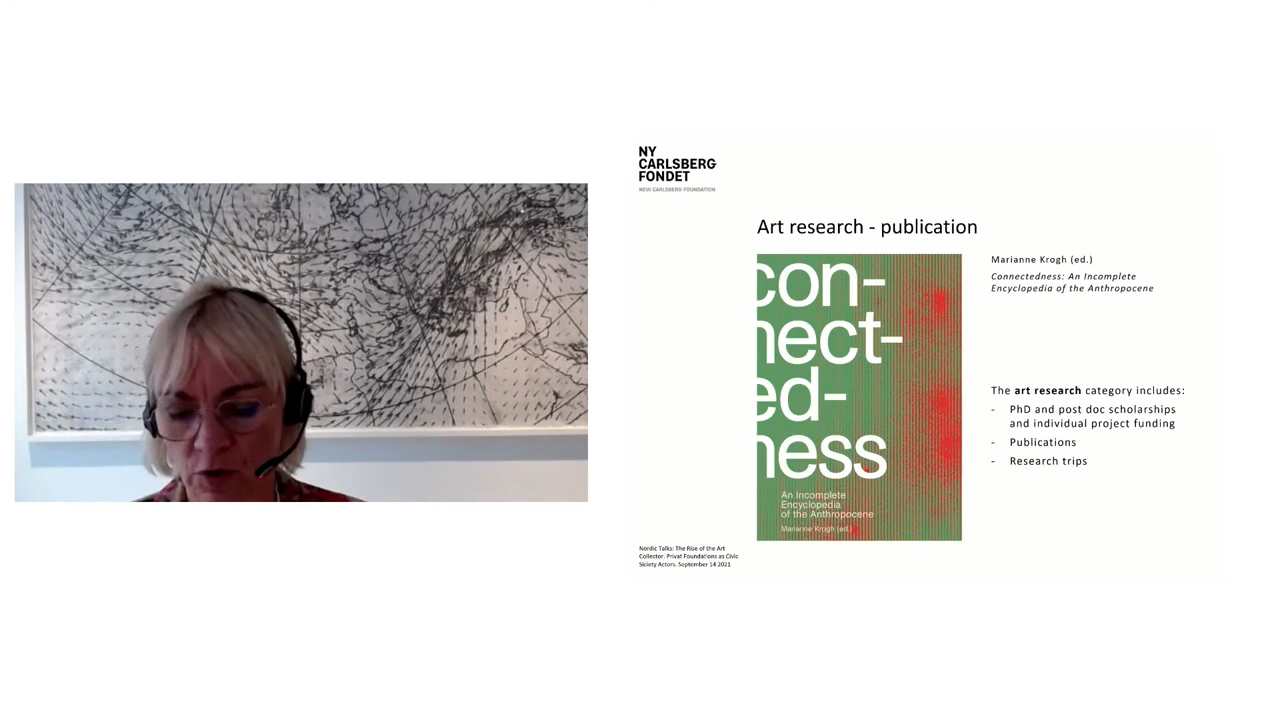 NY
CARLSBERG
FONDET
NEW CARLSBERG FOUNDATION
Art research - publication
con-
nect-
ed-
ness
An Incomplete
Encyclopedia
of the Anthropocene
Marianne Krogh (ed.)
Marianne Krogh (ed.)
Connectedness: An Incomplete
Encyclopedia of the Anthropocene
The art research category includes:
- PhD and post doc scholarships
and individual project funding
- Publications
- Research trips
Nordic Talks: The Rise of the Art
Collector. Privat Foundations as Civic
Siciety Actors. September 14 2021